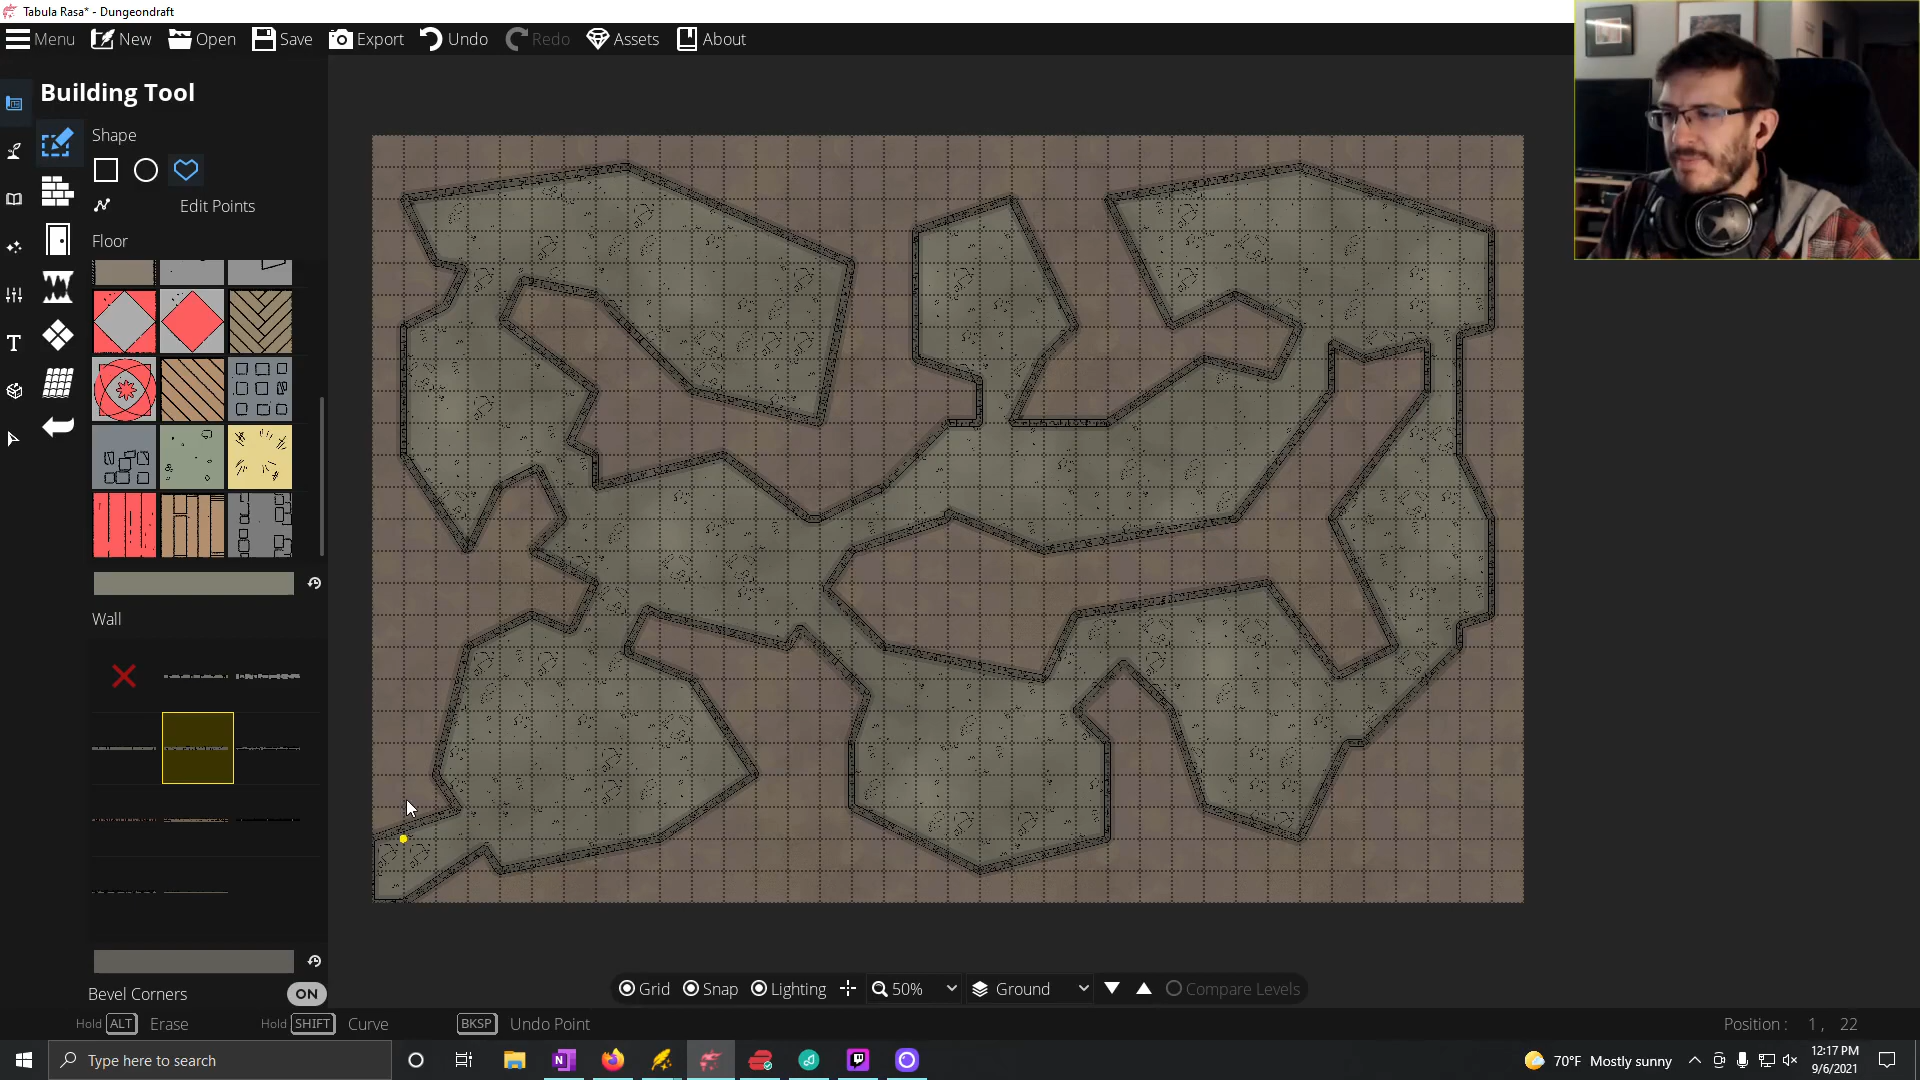 Tabula Rasa* - Dungeondraft
Menu New Open Save Export Undo Redo Assets About
Building Tool
Shape
Edit Points
Floor
Wall
Bevel Corners ON
Hold ALT Erase Hold SHIFT Curve BKSP Undo Point
Grid Snap Lighting 50% Ground Compare Levels
Position : 1 , 22
Type here to search
70°F Mostly sunny
12:17 PM
9/6/2021